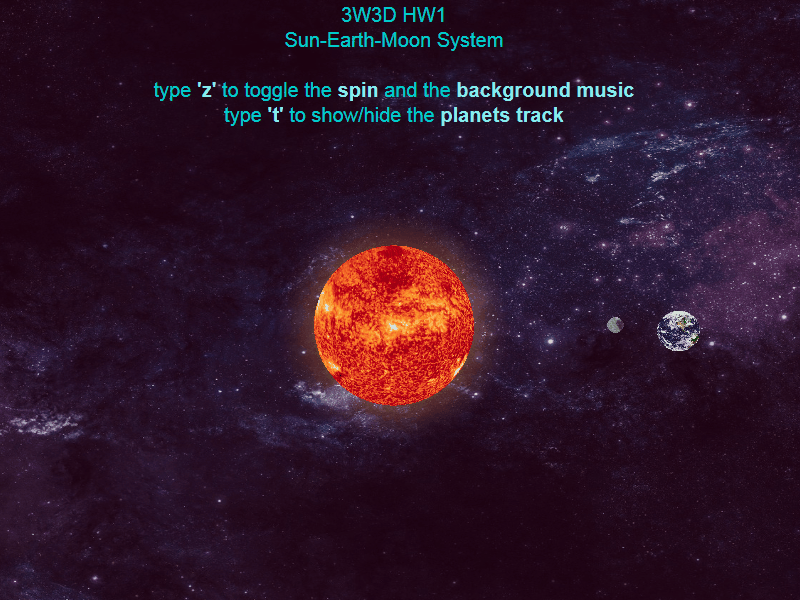 3W3D HW1
Sun-Earth-Moon System
type 'z' to toggle the spin and the background music
type 't' to show/hide the planets track